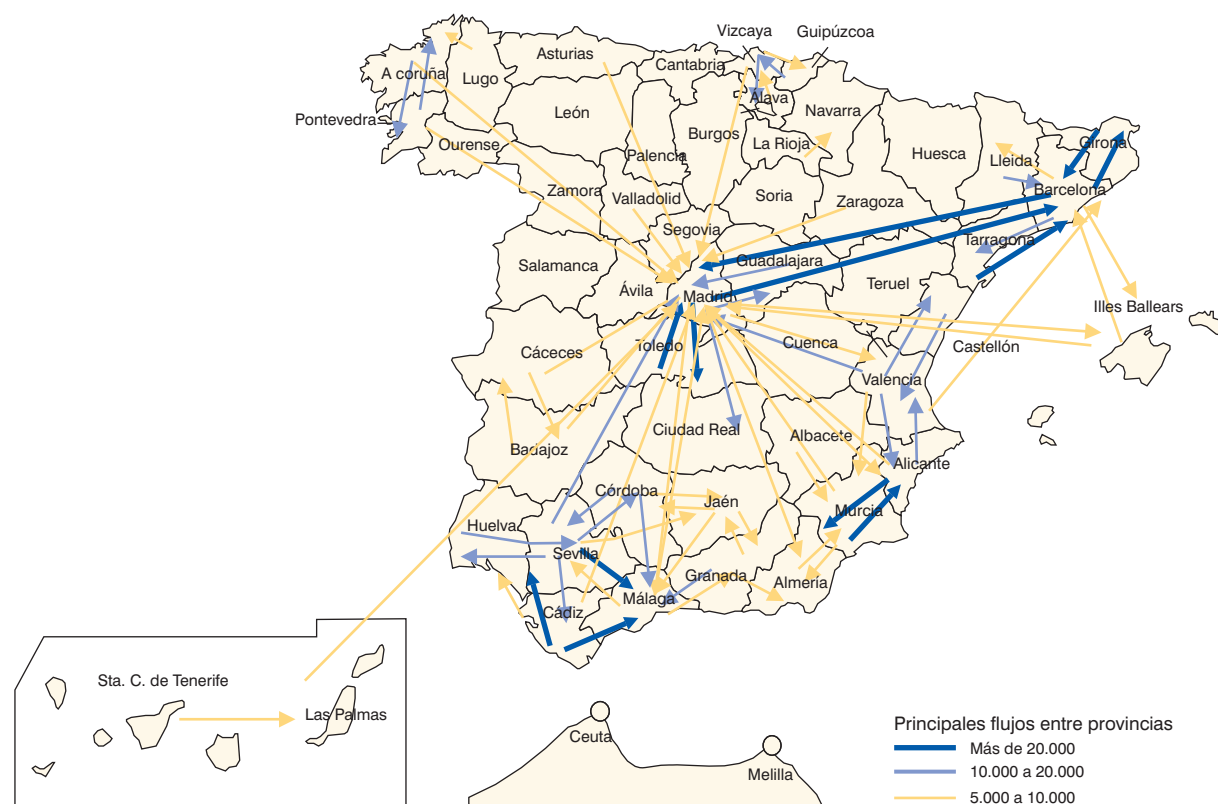 Vizcaya
Guipúzcoa
Asturias
Cantabria
A coruña
Lugo
Álava
Navarra
Pontevedra
León
Burgos
La Rioja
Huesca
Lleida
Girona
Ourense
Palencia
Barcelona
Zamora
Valladolid
Soria
Zaragoza
Segovia
Tarragona
Salamanca
Guadalajara
Ávila
Madrid
Teruel
Illes Ballears
Cáceces
Toledo
Cuenca
Castellón
Valencia
Badajoz
Ciudad Real
Albacete
Alicante
Córdoba
Jaén
Murcia
Huelva
Sevilla
Granada
Almería
Cádiz
Málaga
Sta. C. de Tenerife
Las Palmas
Ceuta
Melilla
Principales flujos entre provincias
Más de 20.000
10.000 a 20.000
5.000 a 10.000